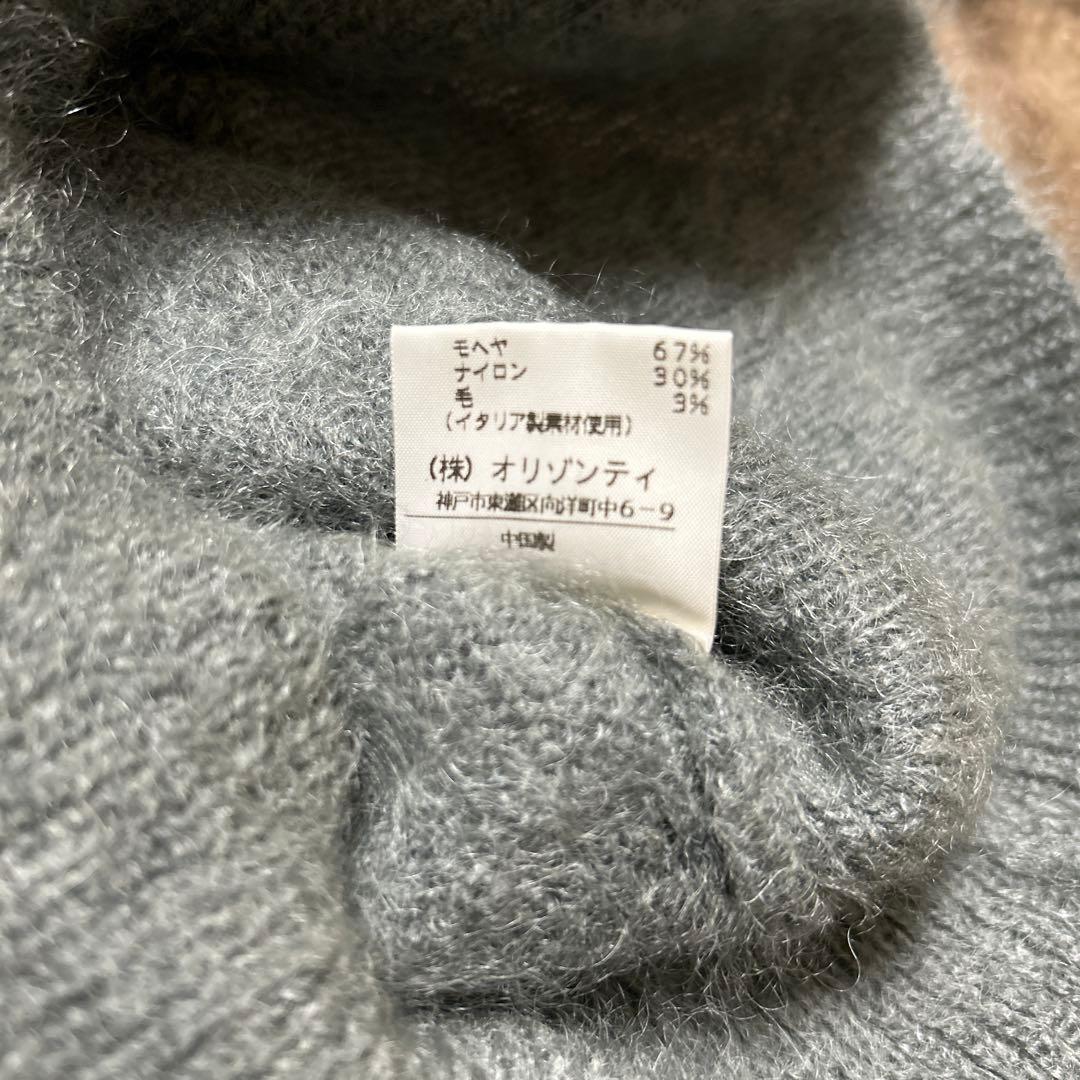 モヘヤ 67%
ナイロン 30%
毛 3%
(イタリア製素材使用)
(株) オリゾンティ
神戸市東灘区向洋町中6-9
中国製